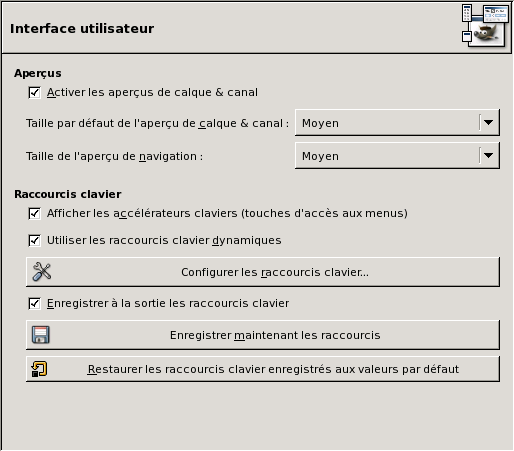 Interface utilisateur
Aperçus
Activer les aperçus de calque & canal
Taille par défaut de l'aperçu de calque & canal : Moyen
Taille de l'aperçu de navigation : Moyen
Raccourcis clavier
Afficher les accélérateurs claviers (touches d'accès aux menus)
Utiliser les raccourcis clavier dynamiques
Configurer les raccourcis clavier...
Enregistrer à la sortie les raccourcis clavier
Enregistrer maintenant les raccourcis
Restaurer les raccourcis clavier enregistrés aux valeurs par défaut